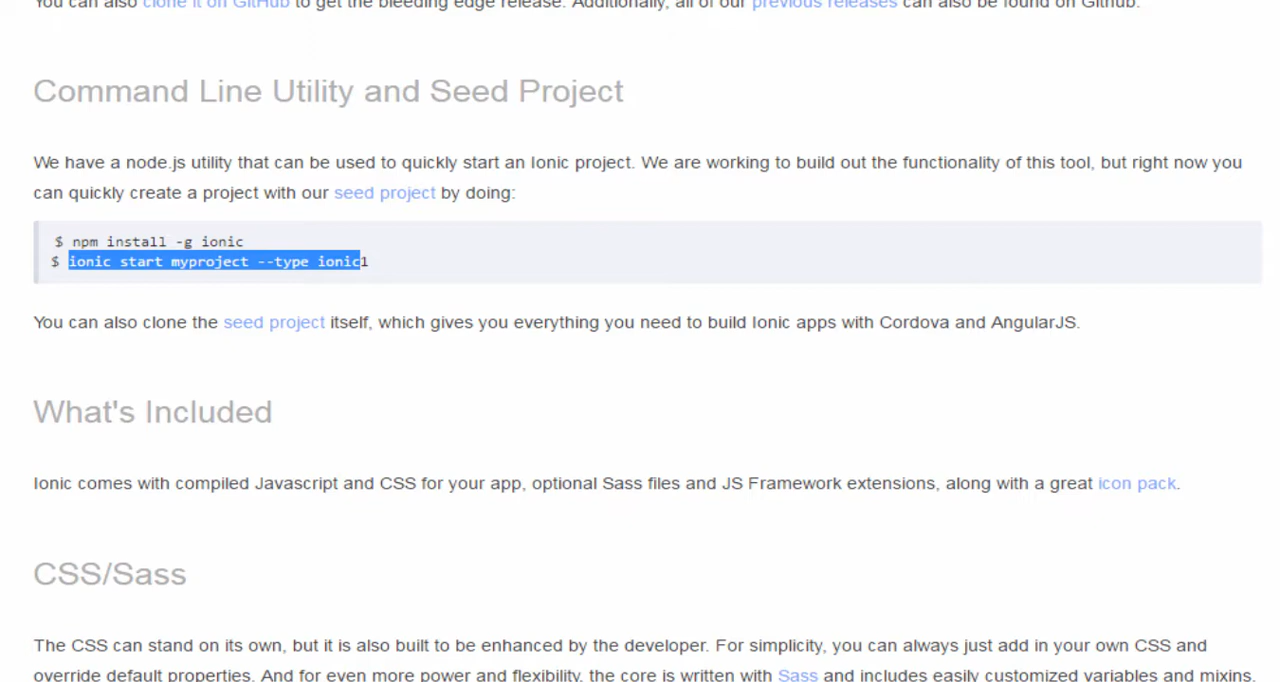 You can also clone it on GitHub to get the bleeding edge release. Additionally, all of our previous releases can also be found on Github.
Command Line Utility and Seed Project
We have a node.js utility that can be used to quickly start an Ionic project. We are working to build out the functionality of this tool, but right now you
can quickly create a project with our seed project by doing:
$ npm install -g ionic
$ ionic start myproject --type ionic1
You can also clone the seed project itself, which gives you everything you need to build Ionic apps with Cordova and AngularJS.
What's Included
Ionic comes with compiled Javascript and CSS for your app, optional Sass files and JS Framework extensions, along with a great icon pack.
CSS/Sass
The CSS can stand on its own, but it is also built to be enhanced by the developer. For simplicity, you can always just add in your own CSS and
override default properties. And for even more power and flexibility, the core is written with Sass and includes easily customized variables and mixins.